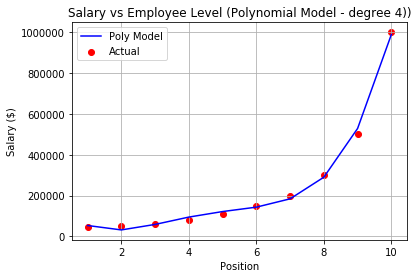 Salary vs Employee Level (Polynomial Model - degree 4))
Poly Model
Actual
1000000
800000
600000
400000
200000
0
Salary ($)
2 4 6 8 10
Position